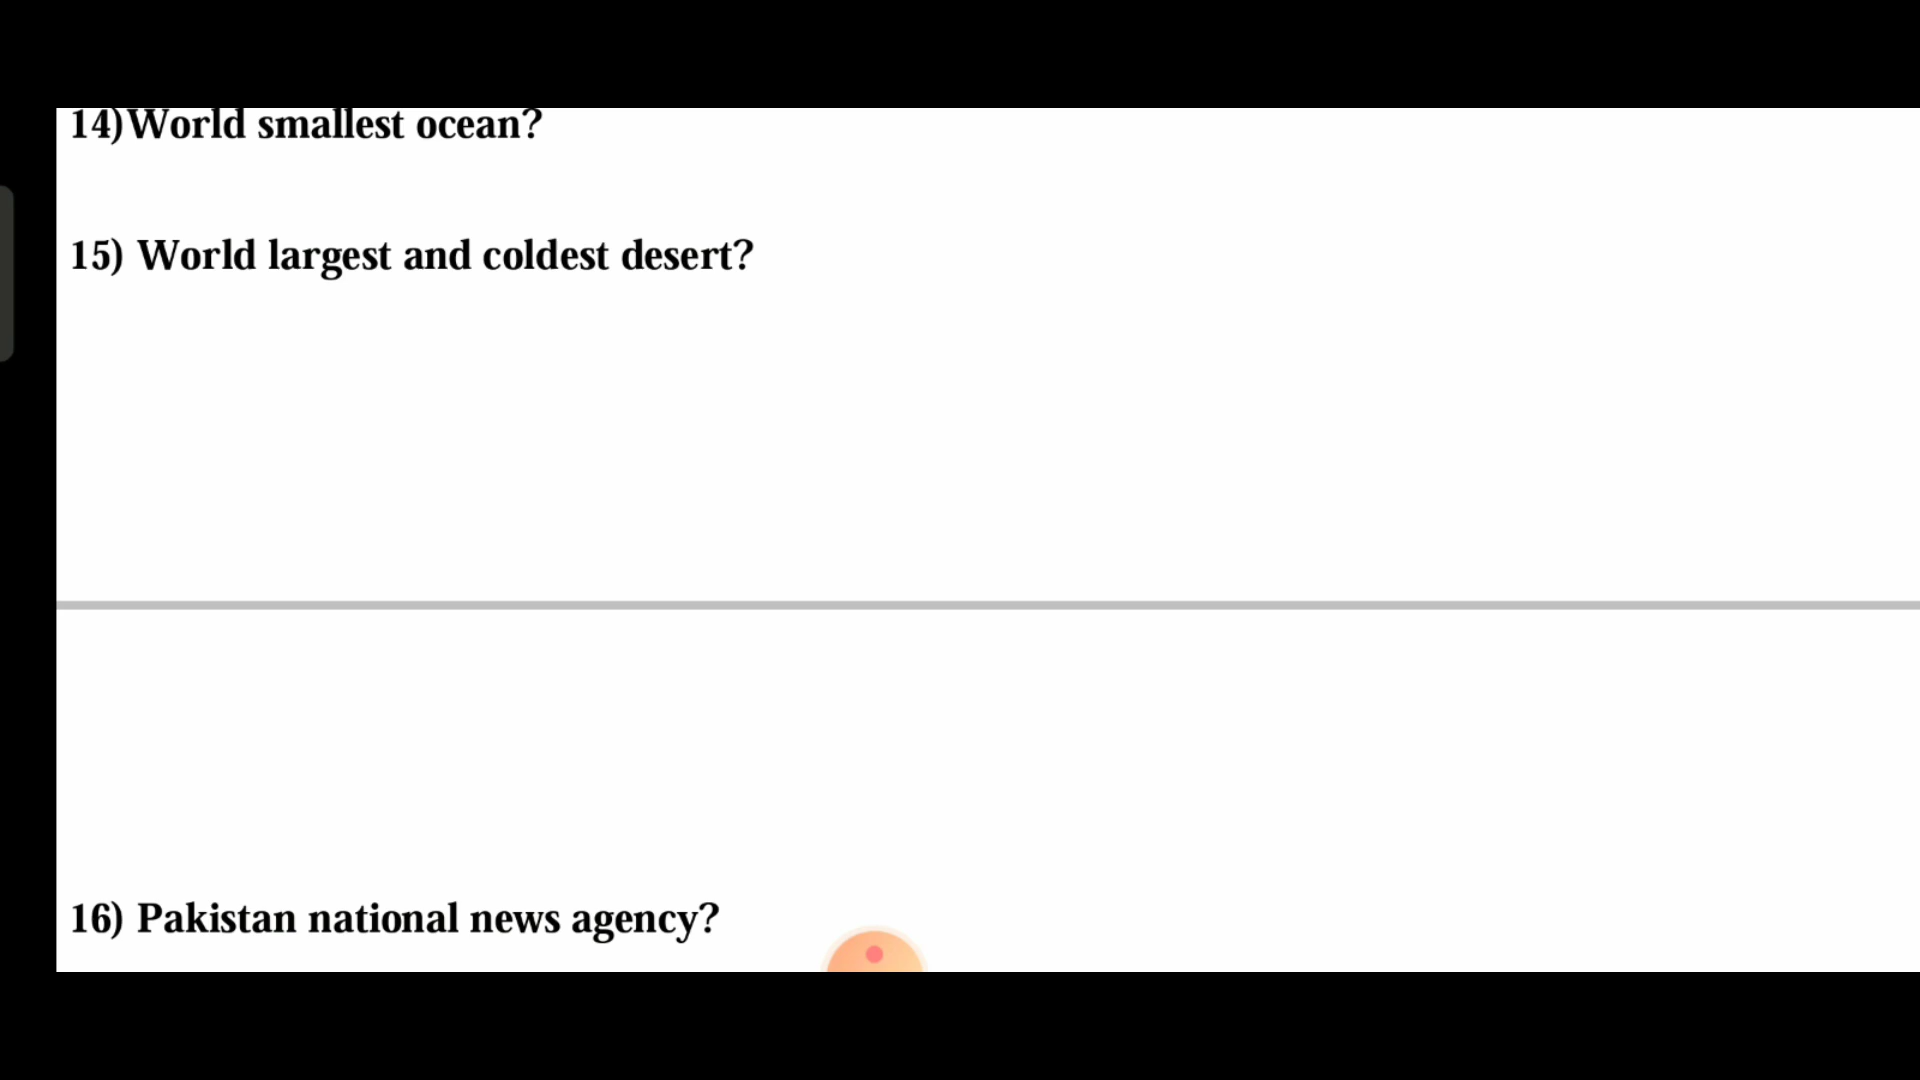 14)World smallest ocean?
15) World largest and coldest desert?
16) Pakistan national news agency?